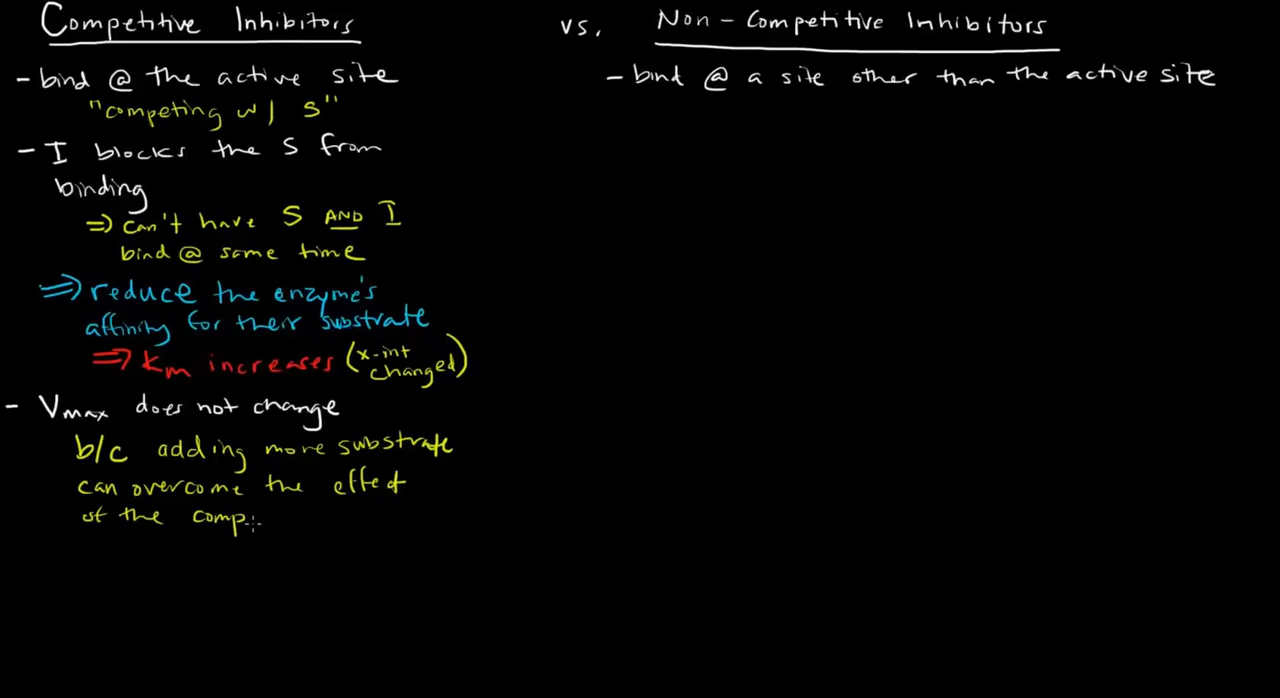 Competitive Inhibitors
vs.
Non-Competitive Inhibitors
- bind @ the active site
"competing w/ S"
- I blocks the S from
binding
⇒ can't have S AND I
bind @ same time
⇒ reduce the enzyme's
affinity for their substrate
⇒ Km increases (x-int
changed)
- Vmax does not change
b/c adding more substrate
can overcome the effect
of the comp
- bind @ a site other than the active site